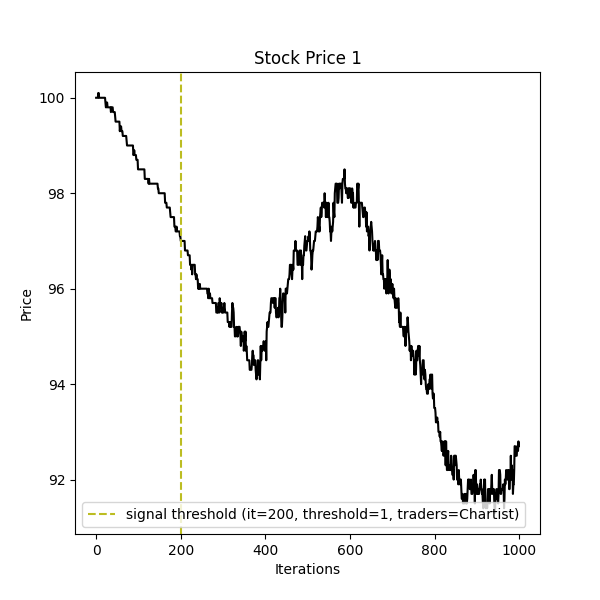 Stock Price 1
100
98
96
94
92
Price
signal threshold (it=200, threshold=1, traders=Chartist)
0
200
400
600
800
1000
Iterations